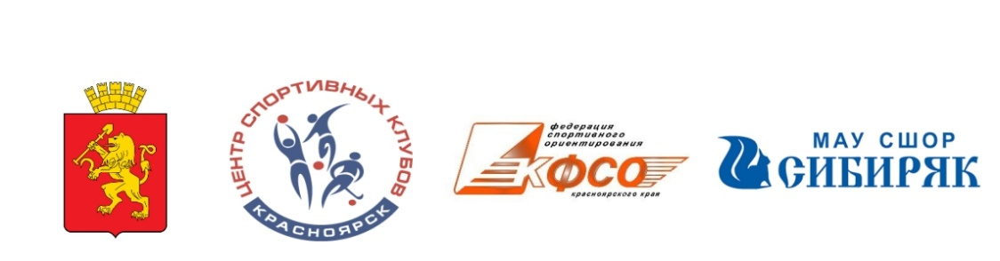 ЦЕНТР СПОРТИВНЫХ КЛУБОВ
КРАСНОЯРСК
федерация
спортивного
ориентирования
КФСО
красноярского края
МАУ СШОР
СИБИРЯК